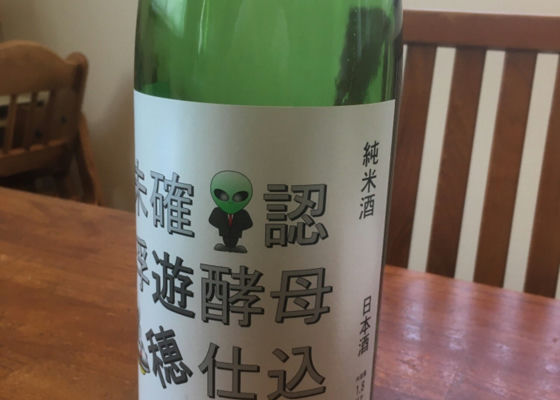 未確認
浮遊酵母
穂仕込
純米酒
日本酒